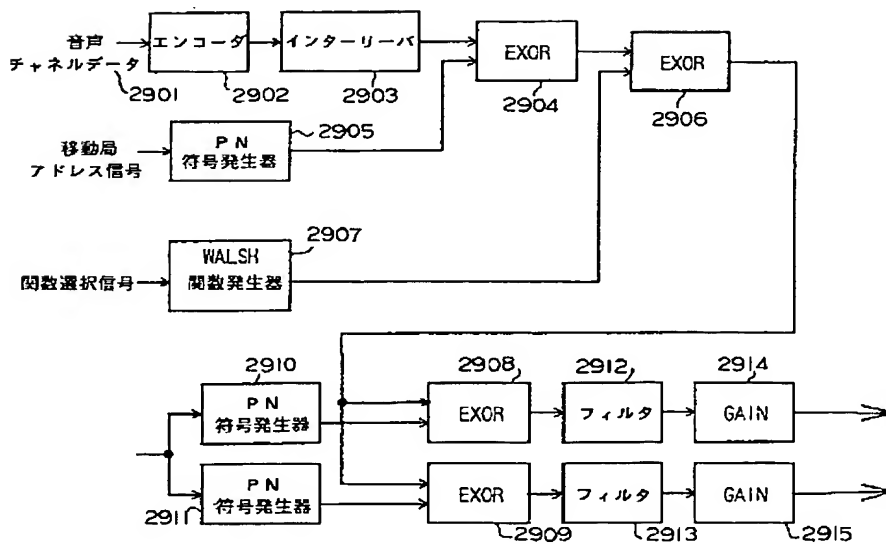 音声
チャネルデータ
2901
エンコーダ
2902
インターリーバ
2903
EXOR
2904
EXOR
2906
移動局
アドレス信号
PN
符号発生器
2905
関数選択信号
WALSH
関数発生器
2907
2910
PN
符号発生器
2908
EXOR
2912
フィルタ
2914
GAIN
PN
符号発生器
2911
EXOR
2909
フィルタ
2913
GAIN
2915